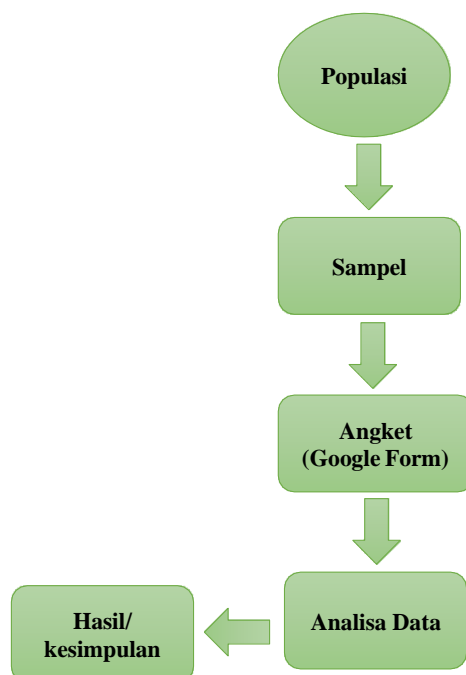 Populasi
Sampel
Angket
(Google Form)
Analisa Data
Hasil/
kesimpulan